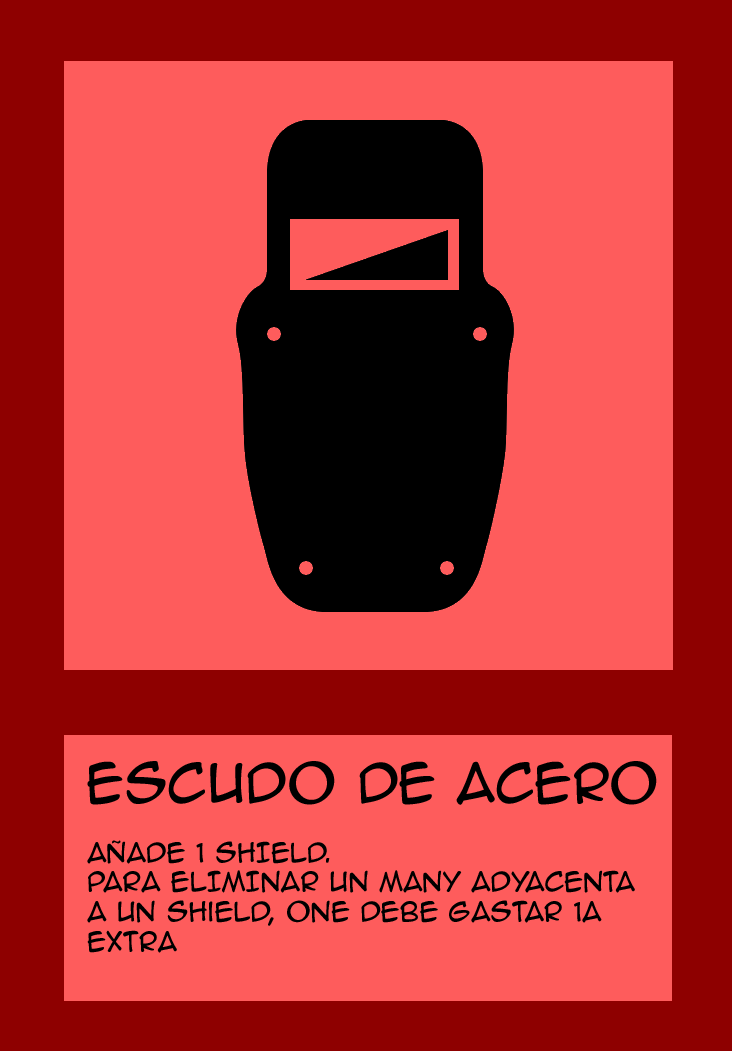 ESCUDO DE ACERO
AÑADE 1 SHIELD.
PARA ELIMINAR UN MANY ADYACENTA
A UN SHIELD, ONE DEBE GASTAR 1A
EXTRA